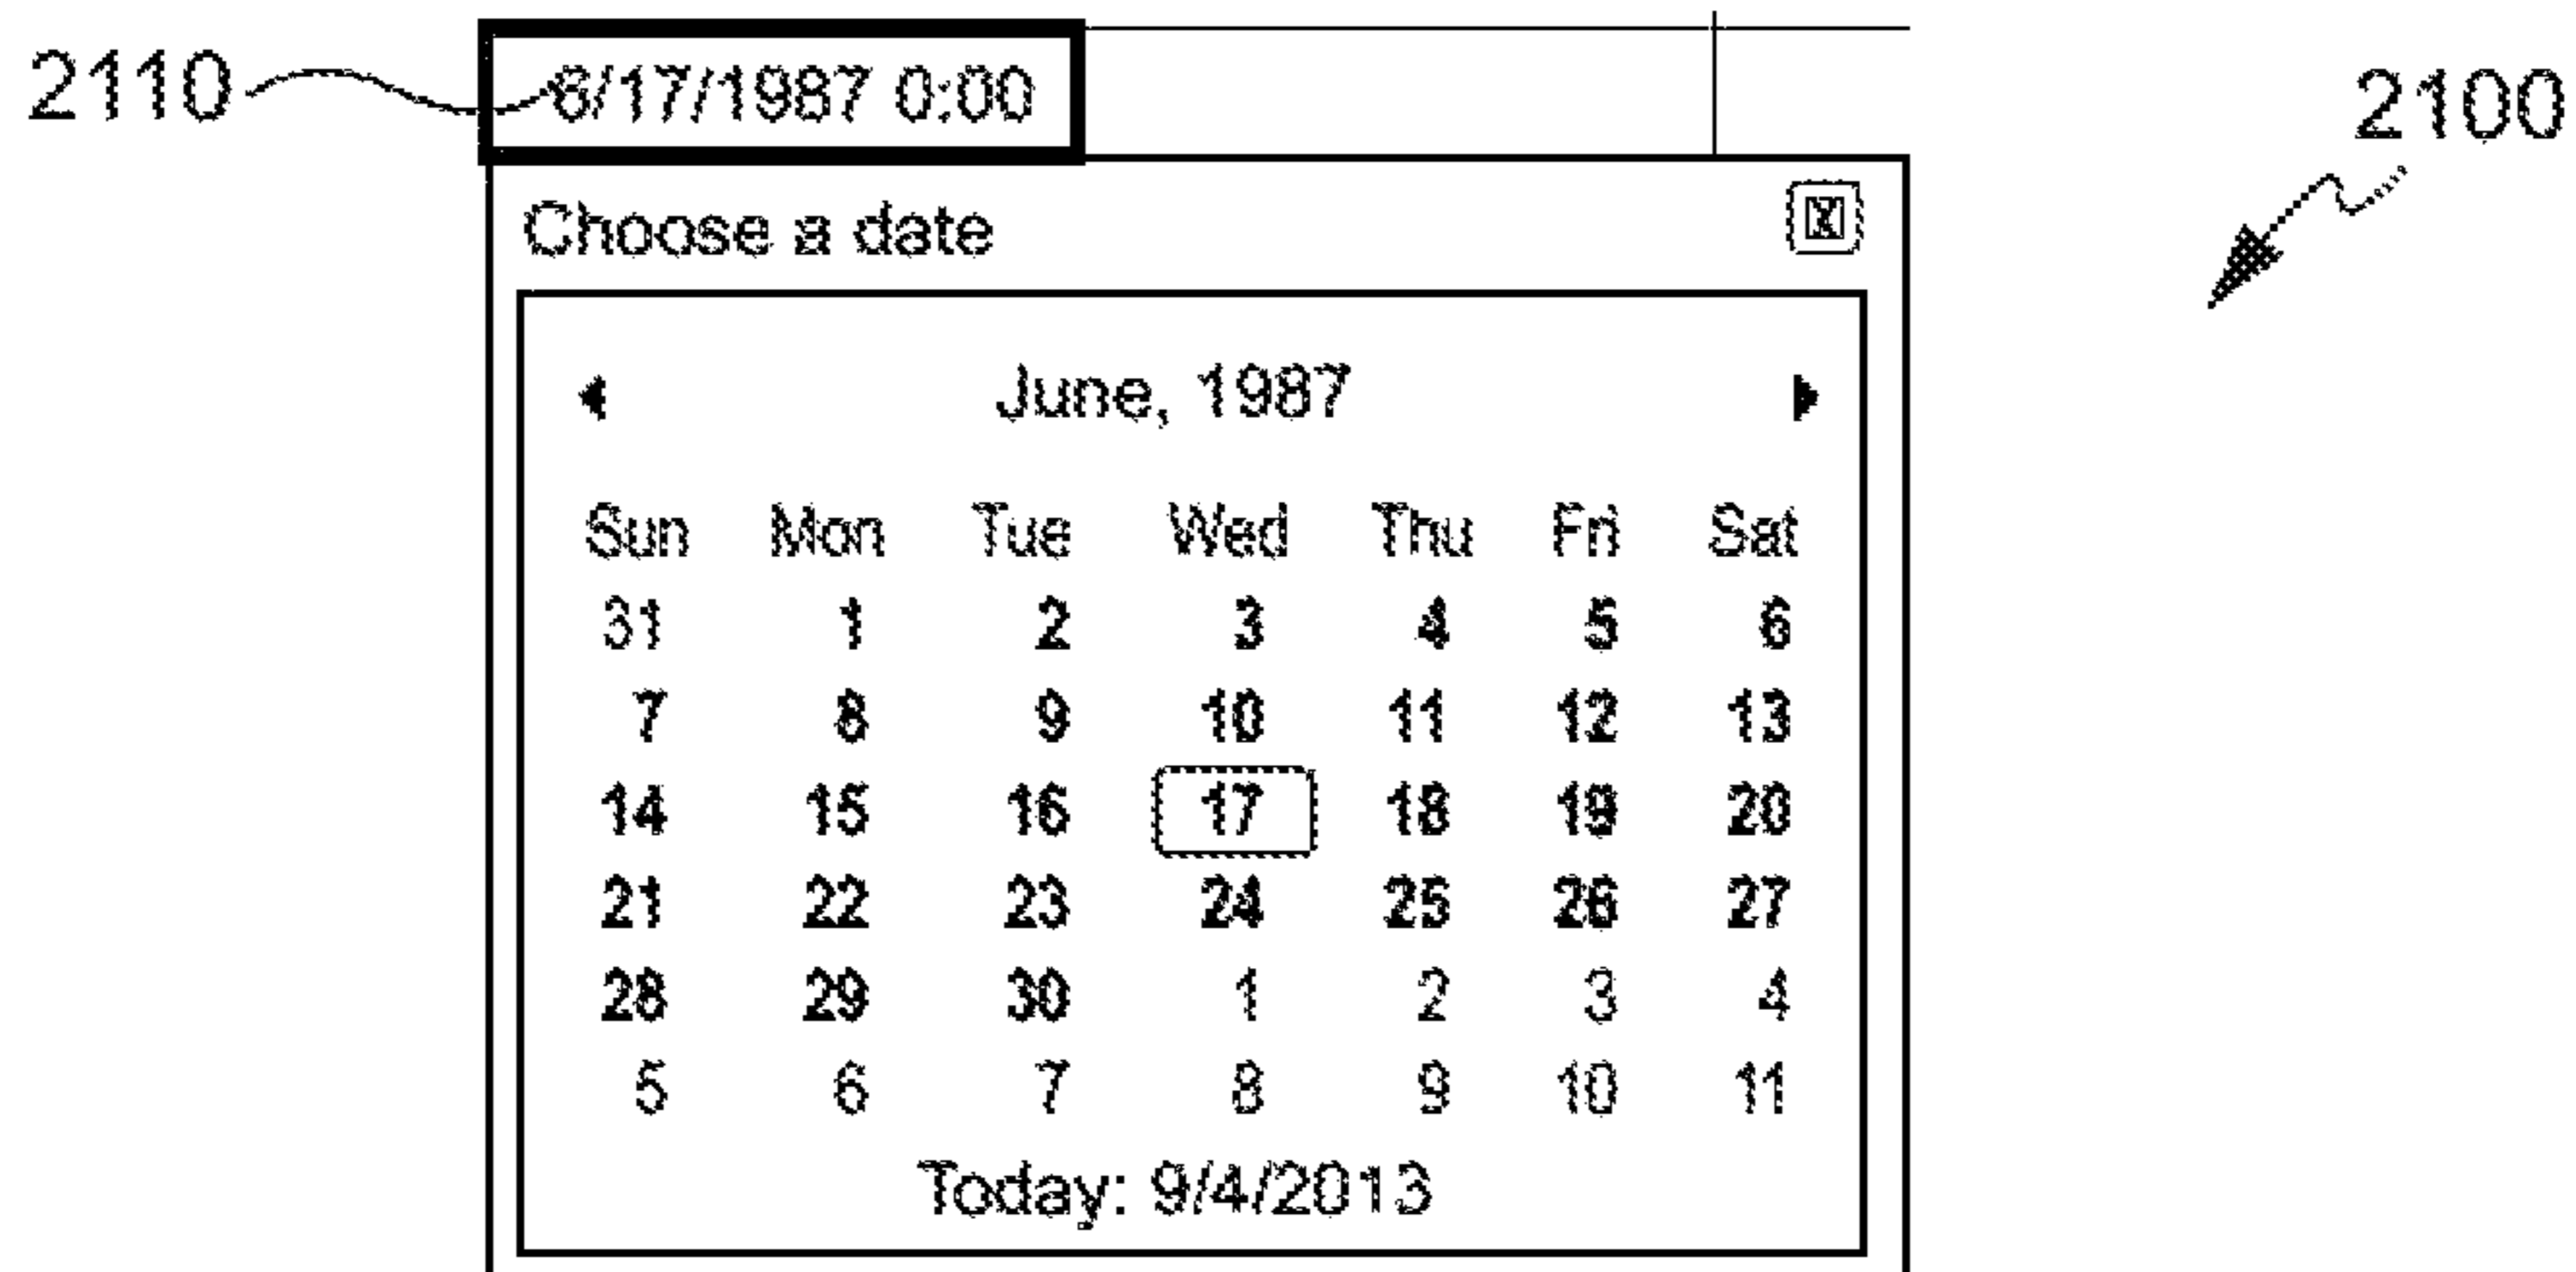 2110 6/17/1987 0:00 2100
Choose a date
June, 1987
Sun Mon Tue Wed Thu Fri Sat
31 1 2 3 4 5 6
7 8 9 10 11 12 13
14 15 16 17 18 19 20
21 22 23 24 25 26 27
28 29 30 1 2 3 4
5 6 7 8 9 10 11
Today: 9/4/2013